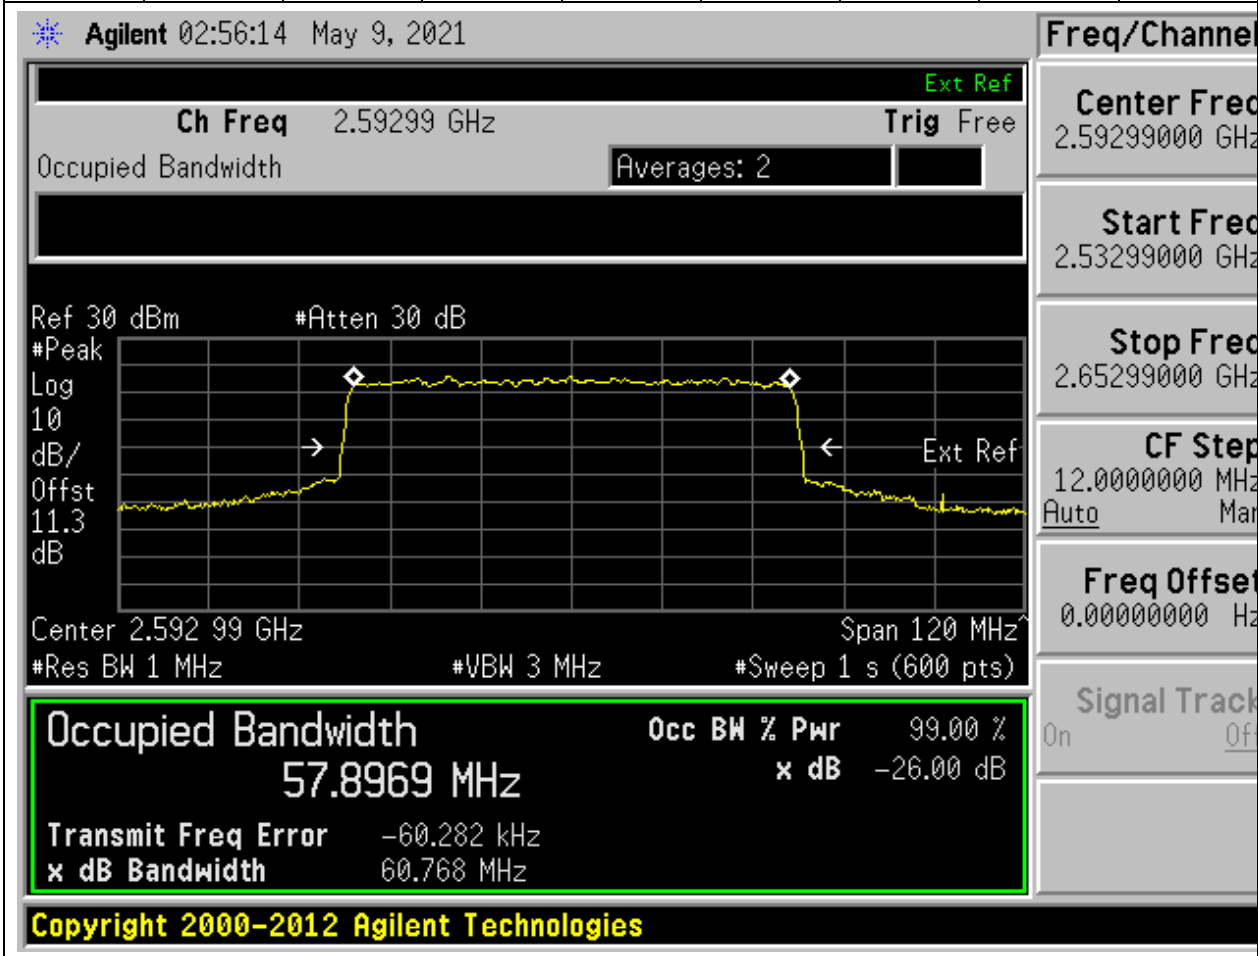 Agilent 02:56:14 May 9, 2021
Ext Ref
Ch Freq 2.59299 GHz Trig Free
Occupied Bandwidth Averages: 2
Ref 30 dBm #Atten 30 dB
#Peak
Log
10
dB/
Offst
11.3
dB
Ext Ref
Center 2.592 99 GHz Span 120 MHz^
#Res BW 1 MHz #VBW 3 MHz #Sweep 1 s (600 pts)
Occupied Bandwidth
57.8969 MHz
Occ BW % Pwr 99.00 %
x dB -26.00 dB
Transmit Freq Error -60.282 kHz
x dB Bandwidth 60.768 MHz
Copyright 2000-2012 Agilent Technologies
Freq/Channel
Center Freq
2.59299000 GHz
Start Freq
2.53299000 GHz
Stop Freq
2.65299000 GHz
CF Step
12.0000000 MHz
Auto Man
Freq Offset
0.00000000 Hz
Signal Track
On Off